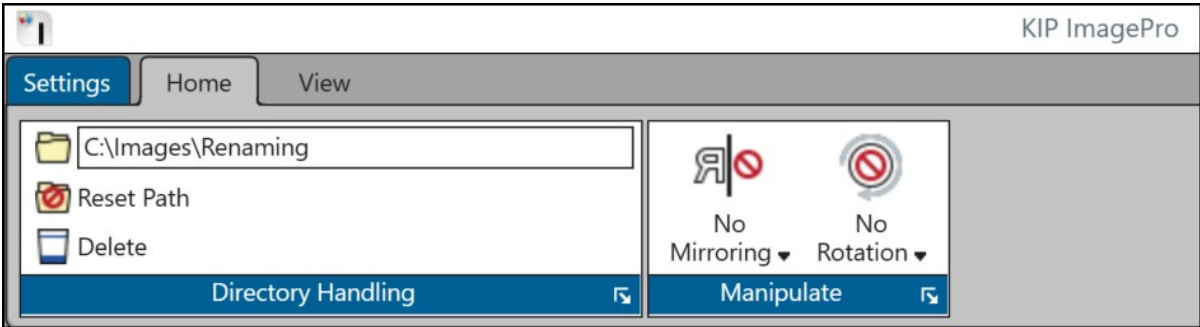 KIP ImagePro
Settings Home View
C:\Images\Renaming
Reset Path
Delete
Directory Handling
No Mirroring
No Rotation
Manipulate